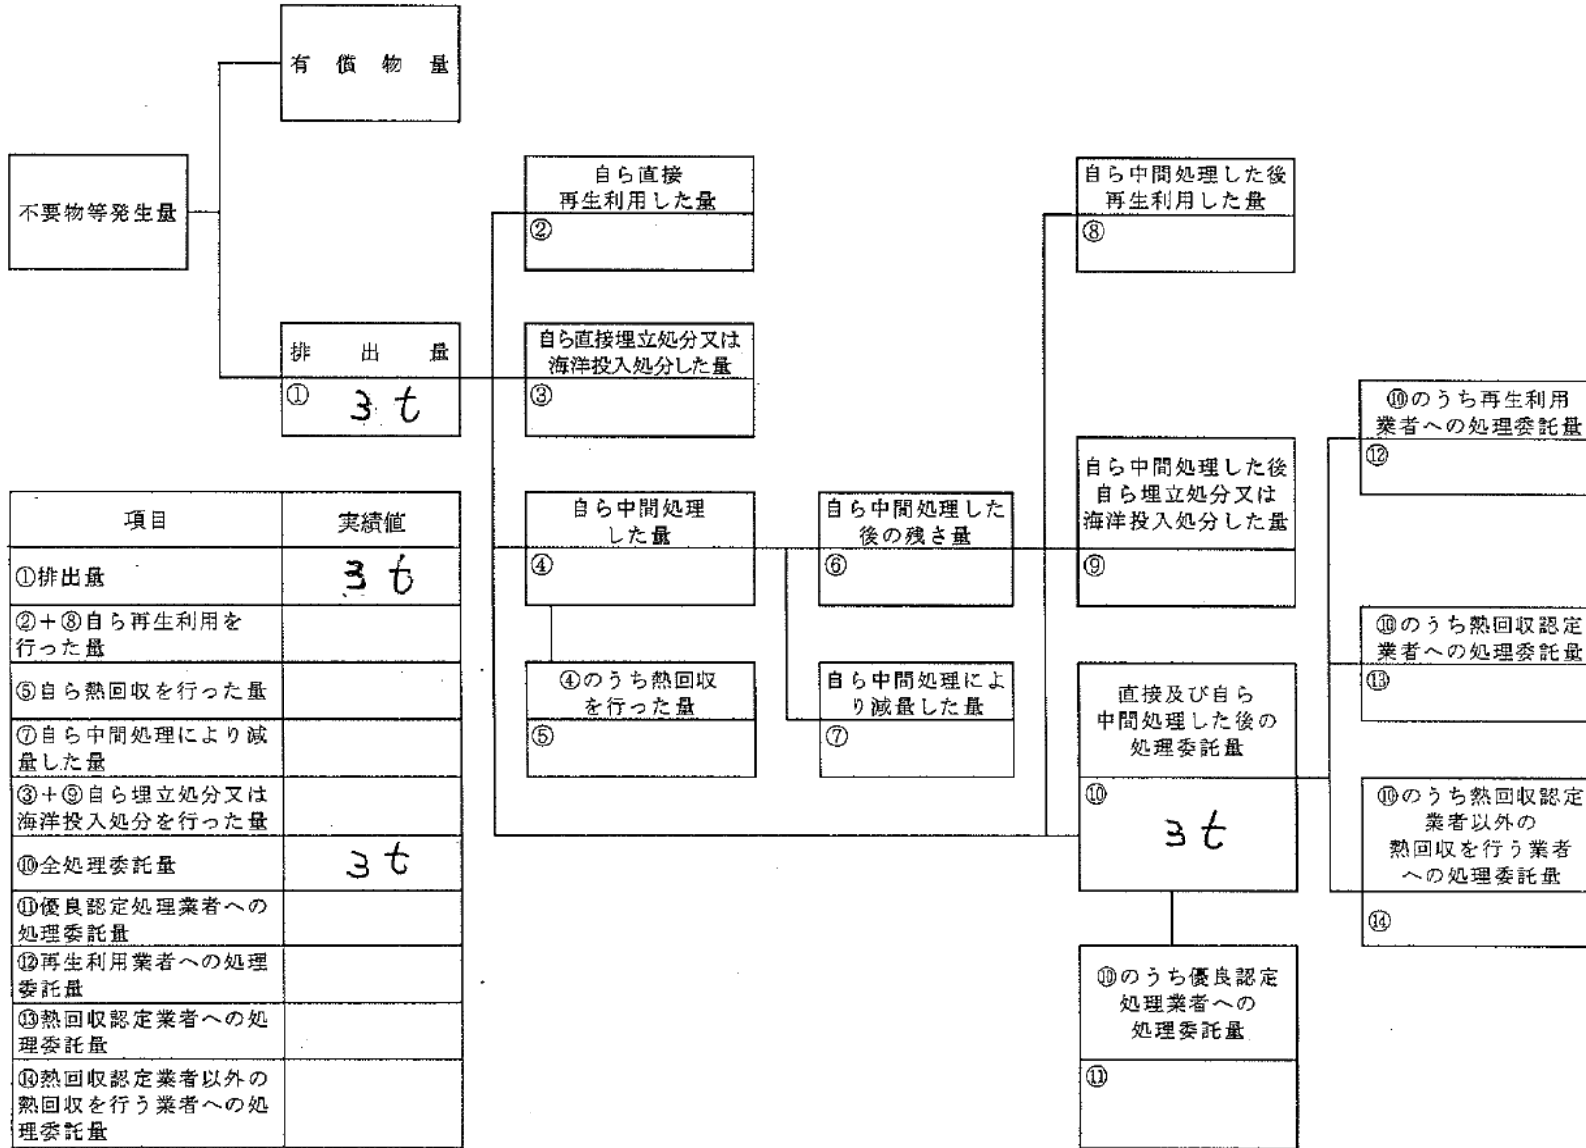 有償物量
不要物等発生量
排出量
① 3t
自ら直接
再生利用した量
②
自ら直接埋立処分又は
海洋投入処分した量
③
自ら中間処理
した量
④
④のうち熱回収
を行った量
⑤
自ら中間処理した
後の残さ量
⑥
自ら中間処理によ
り減量した量
⑦
自ら中間処理した後
再生利用した量
⑧
自ら中間処理した後
自ら埋立処分又は
海洋投入処分した量
⑨
直接及び自ら
中間処理した後の
処理委託量
⑩
3t
⑩のうち優良認定
処理業者への
処理委託量
⑪
⑩のうち再生利用
業者への処理委託量
⑫
⑩のうち熱回収認定
業者への処理委託量
⑬
⑩のうち熱回収認定
業者以外の
熱回収を行う業者
への処理委託量
⑭
項目 実績値
①排出量 3t
②+⑧自ら再生利用を
行った量
⑤自ら熱回収を行った量
⑦自ら中間処理により減
量した量
③+⑨自ら埋立処分又は
海洋投入処分を行った量
⑩全処理委託量 3t
⑪優良認定処理業者への
処理委託量
⑫再生利用業者への処理
委託量
⑬熱回収認定業者への処
理委託量
⑭熱回収認定業者以外の
熱回収を行う業者への処
理委託量